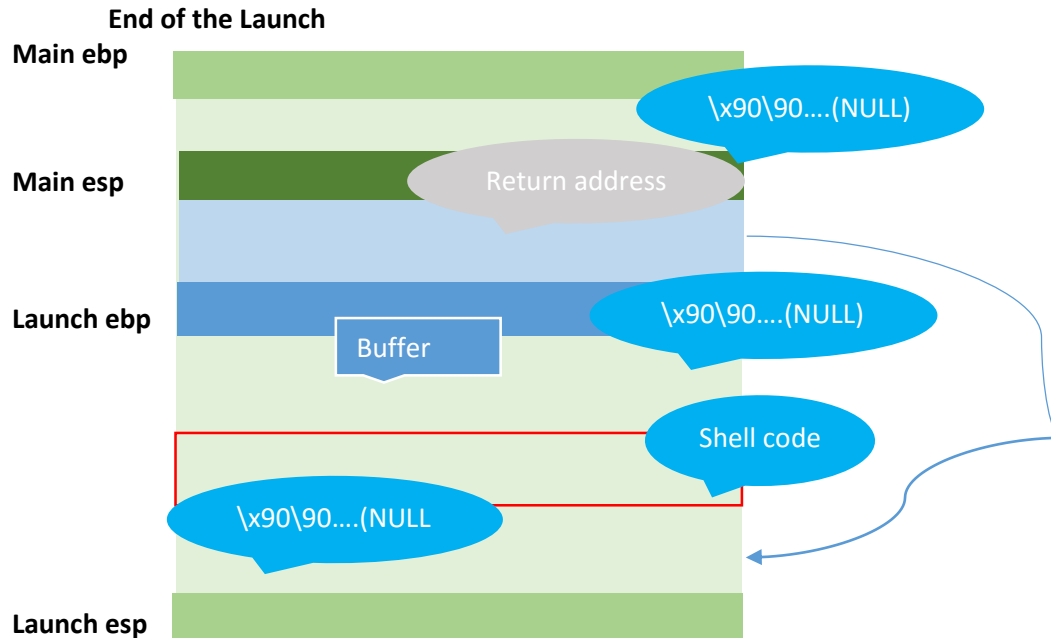 End of the Launch
Main ebp
\x90\90….(NULL)
Main esp
Return address
Launch ebp
\x90\90….(NULL)
Buffer
Shell code
\x90\90….(NULL
Launch esp